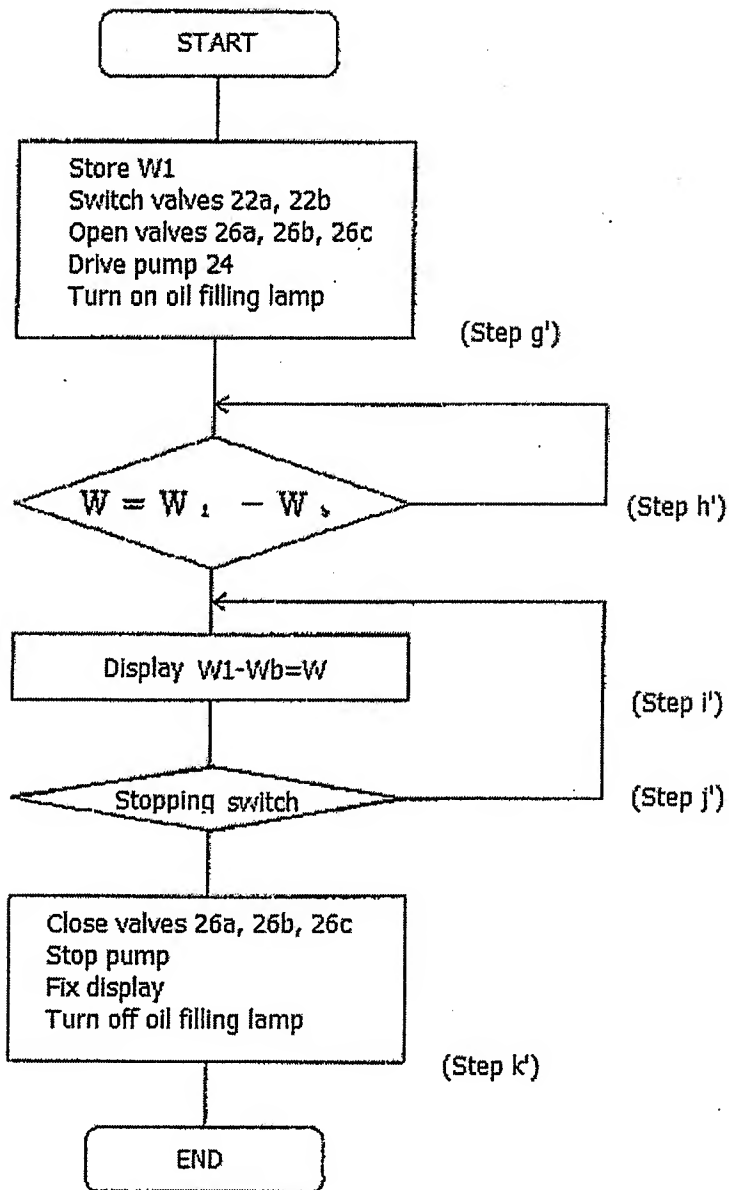 START
Store W1
Switch valves 22a, 22b
Open valves 26a, 26b, 26c
Drive pump 24
Turn on oil filling lamp
(Step g')
W = W₁ - W
(Step h')
Display W1-Wb=W
(Step i')
Stopping switch
(Step j')
Close valves 26a, 26b, 26c
Stop pump
Fix display
Turn off oil filling lamp
(Step k')
END